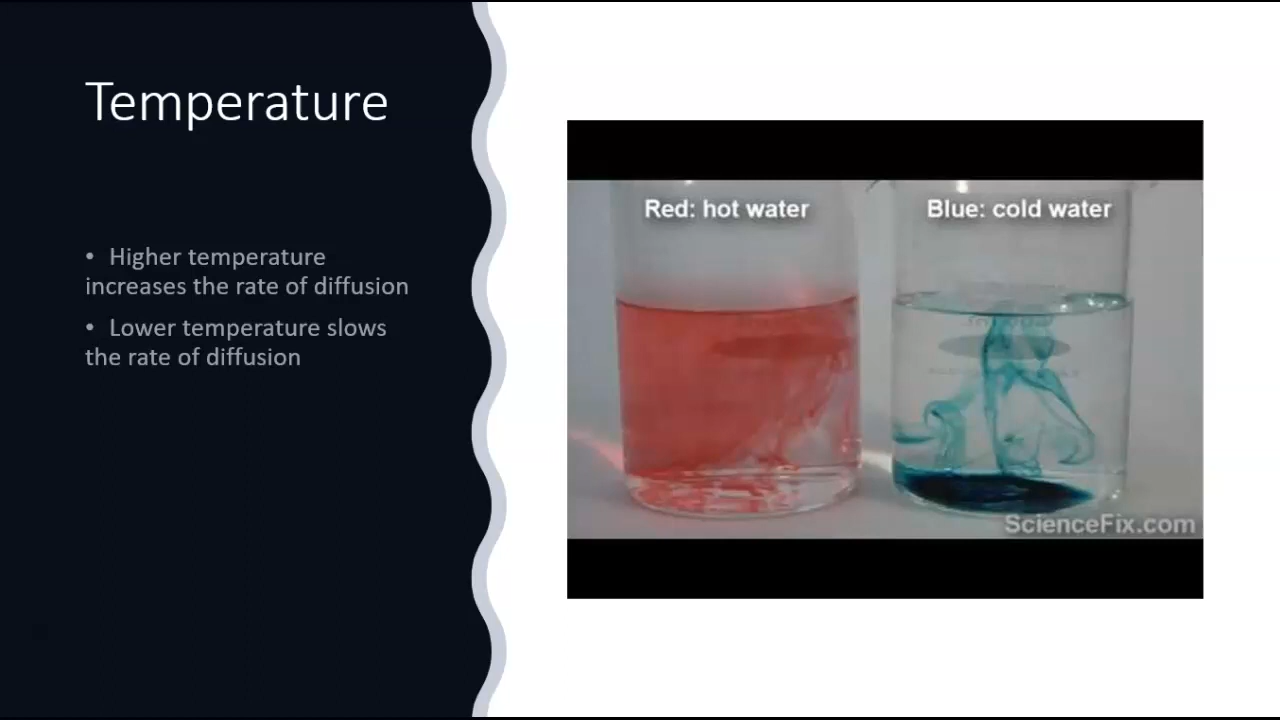 Temperature
• Higher temperature
increases the rate of diffusion
• Lower temperature slows
the rate of diffusion
Red: hot water
Blue: cold water
ScienceFix.com